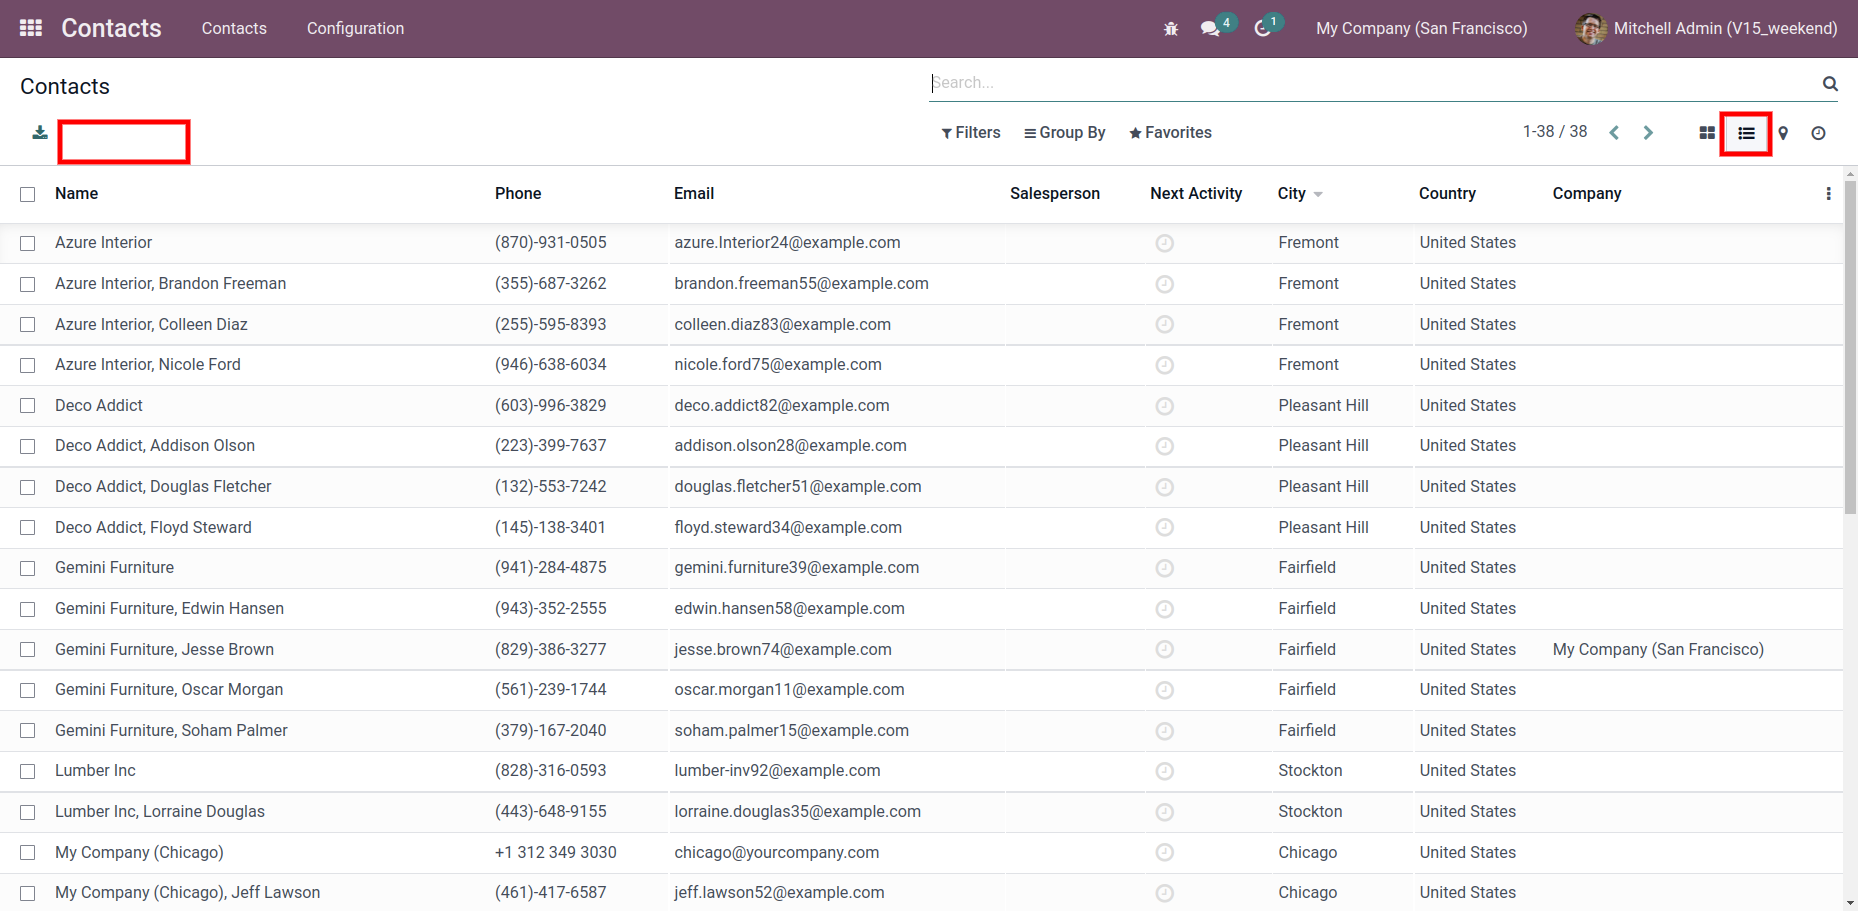 Contacts Contacts Configuration 4 1 My Company (San Francisco) Mitchell Admin (V15_weekend)
Contacts Search...
Filters Group By Favorites 1-38 / 38
Name Phone Email Salesperson Next Activity City Country Company
Azure Interior (870)-931-0505 azure.Interior24@example.com Fremont United States
Azure Interior, Brandon Freeman (355)-687-3262 brandon.freeman55@example.com Fremont United States
Azure Interior, Colleen Diaz (255)-595-8393 colleen.diaz83@example.com Fremont United States
Azure Interior, Nicole Ford (946)-638-6034 nicole.ford75@example.com Fremont United States
Deco Addict (603)-996-3829 deco.addict82@example.com Pleasant Hill United States
Deco Addict, Addison Olson (223)-399-7637 addison.olson28@example.com Pleasant Hill United States
Deco Addict, Douglas Fletcher (132)-553-7242 douglas.fletcher51@example.com Pleasant Hill United States
Deco Addict, Floyd Steward (145)-138-3401 floyd.steward34@example.com Pleasant Hill United States
Gemini Furniture (941)-284-4875 gemini.furniture39@example.com Fairfield United States
Gemini Furniture, Edwin Hansen (943)-352-2555 edwin.hansen58@example.com Fairfield United States
Gemini Furniture, Jesse Brown (829)-386-3277 jesse.brown74@example.com Fairfield United States My Company (San Francisco)
Gemini Furniture, Oscar Morgan (561)-239-1744 oscar.morgan11@example.com Fairfield United States
Gemini Furniture, Soham Palmer (379)-167-2040 soham.palmer15@example.com Fairfield United States
Lumber Inc (828)-316-0593 lumber-inv92@example.com Stockton United States
Lumber Inc, Lorraine Douglas (443)-648-9155 lorraine.douglas35@example.com Stockton United States
My Company (Chicago) +1 312 349 3030 chicago@yourcompany.com Chicago United States
My Company (Chicago), Jeff Lawson (461)-417-6587 jeff.lawson52@example.com Chicago United States